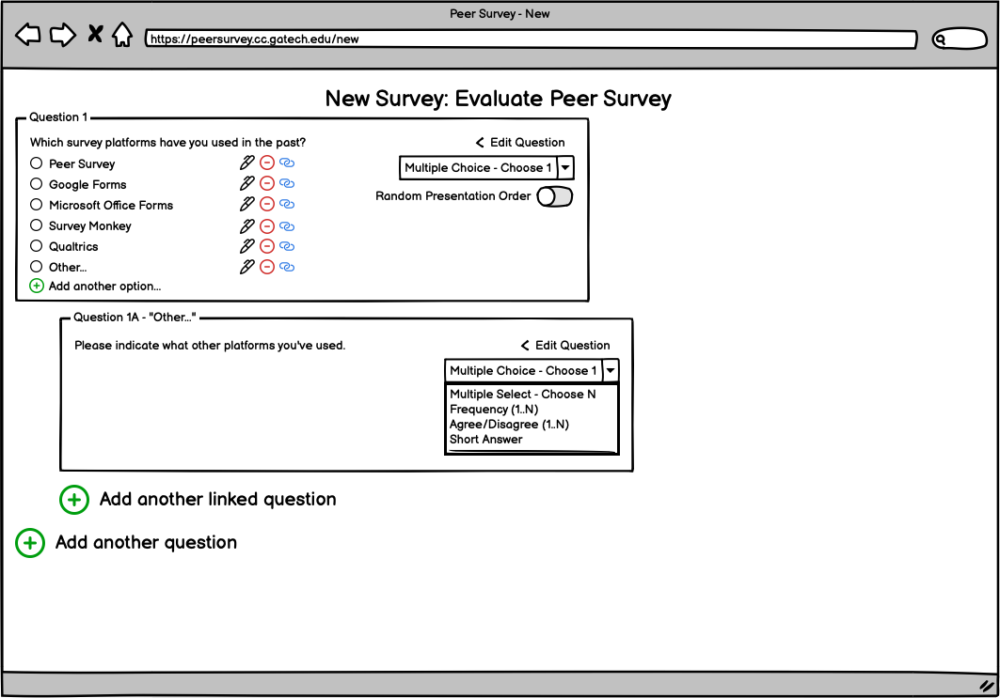 Peer Survey - New
https://peersurvey.cc.gatech.edu/new
New Survey: Evaluate Peer Survey
Question 1
Which survey platforms have you used in the past?
< Edit Question
Peer Survey
Multiple Choice - Choose 1
Google Forms
Random Presentation Order
Microsoft Office Forms
Survey Monkey
Qualtrics
Other...
Add another option...
Question 1A - "Other..."
Please indicate what other platforms you've used.
< Edit Question
Multiple Choice - Choose 1
Multiple Select - Choose N
Frequency (1..N)
Agree/Disagree (1..N)
Short Answer
Add another linked question
Add another question